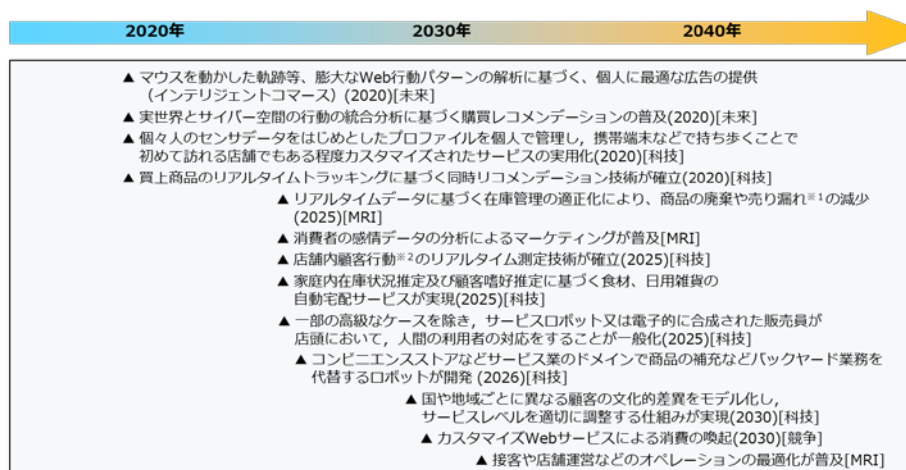 2020年 2030年 2040年
▲ マウスを動かした軌跡等、膨大なWeb行動パターンの解析に基づく、個人に最適な広告の提供
（インテリジェントコマース）(2020)[未来]
▲ 実世界とサイバー空間の行動の統合分析に基づく購買レコメンデーションの普及(2020)[未来]
▲ 個々人のセンサデータをはじめとしたプロファイルを個人で管理し，携帯端末などで持ち歩くことで
初めて訪れる店舗でもある程度カスタマイズされたサービスの実用化(2020)[科技]
▲ 買上商品のリアルタイムトラッキングに基づく同時リコメンデーション技術が確立(2020)[科技]
▲ リアルタイムデータに基づく在庫管理の適正化により、商品の廃棄や売り漏れ※1の減少
(2025)[MRI]
▲ 消費者の感情データの分析によるマーケティングが普及[MRI]
▲ 店舗内顧客行動※2のリアルタイム測定技術が確立(2025)[科技]
▲ 家庭内在庫状況推定及び顧客嗜好推定に基づく食材、日用雑貨の
自動宅配サービスが実現(2025)[科技]
▲ 一部の高級なケースを除き，サービスロボット又は電子的に合成された販売員が
店頭において，人間の利用者の対応をすることが一般化(2025)[科技]
▲ コンビニエンスストアなどサービス業のドメインで商品の補充などバックヤード業務を
代替するロボットが開発 (2026)[科技]
▲ 国や地域ごとに異なる顧客の文化的差異をモデル化し，
サービスレベルを適切に調整する仕組みが実現(2030)[科技]
▲ カスタマイズWebサービスによる消費の喚起(2030)[競争]
▲ 接客や店舗運営などのオペレーションの最適化が普及[MRI]